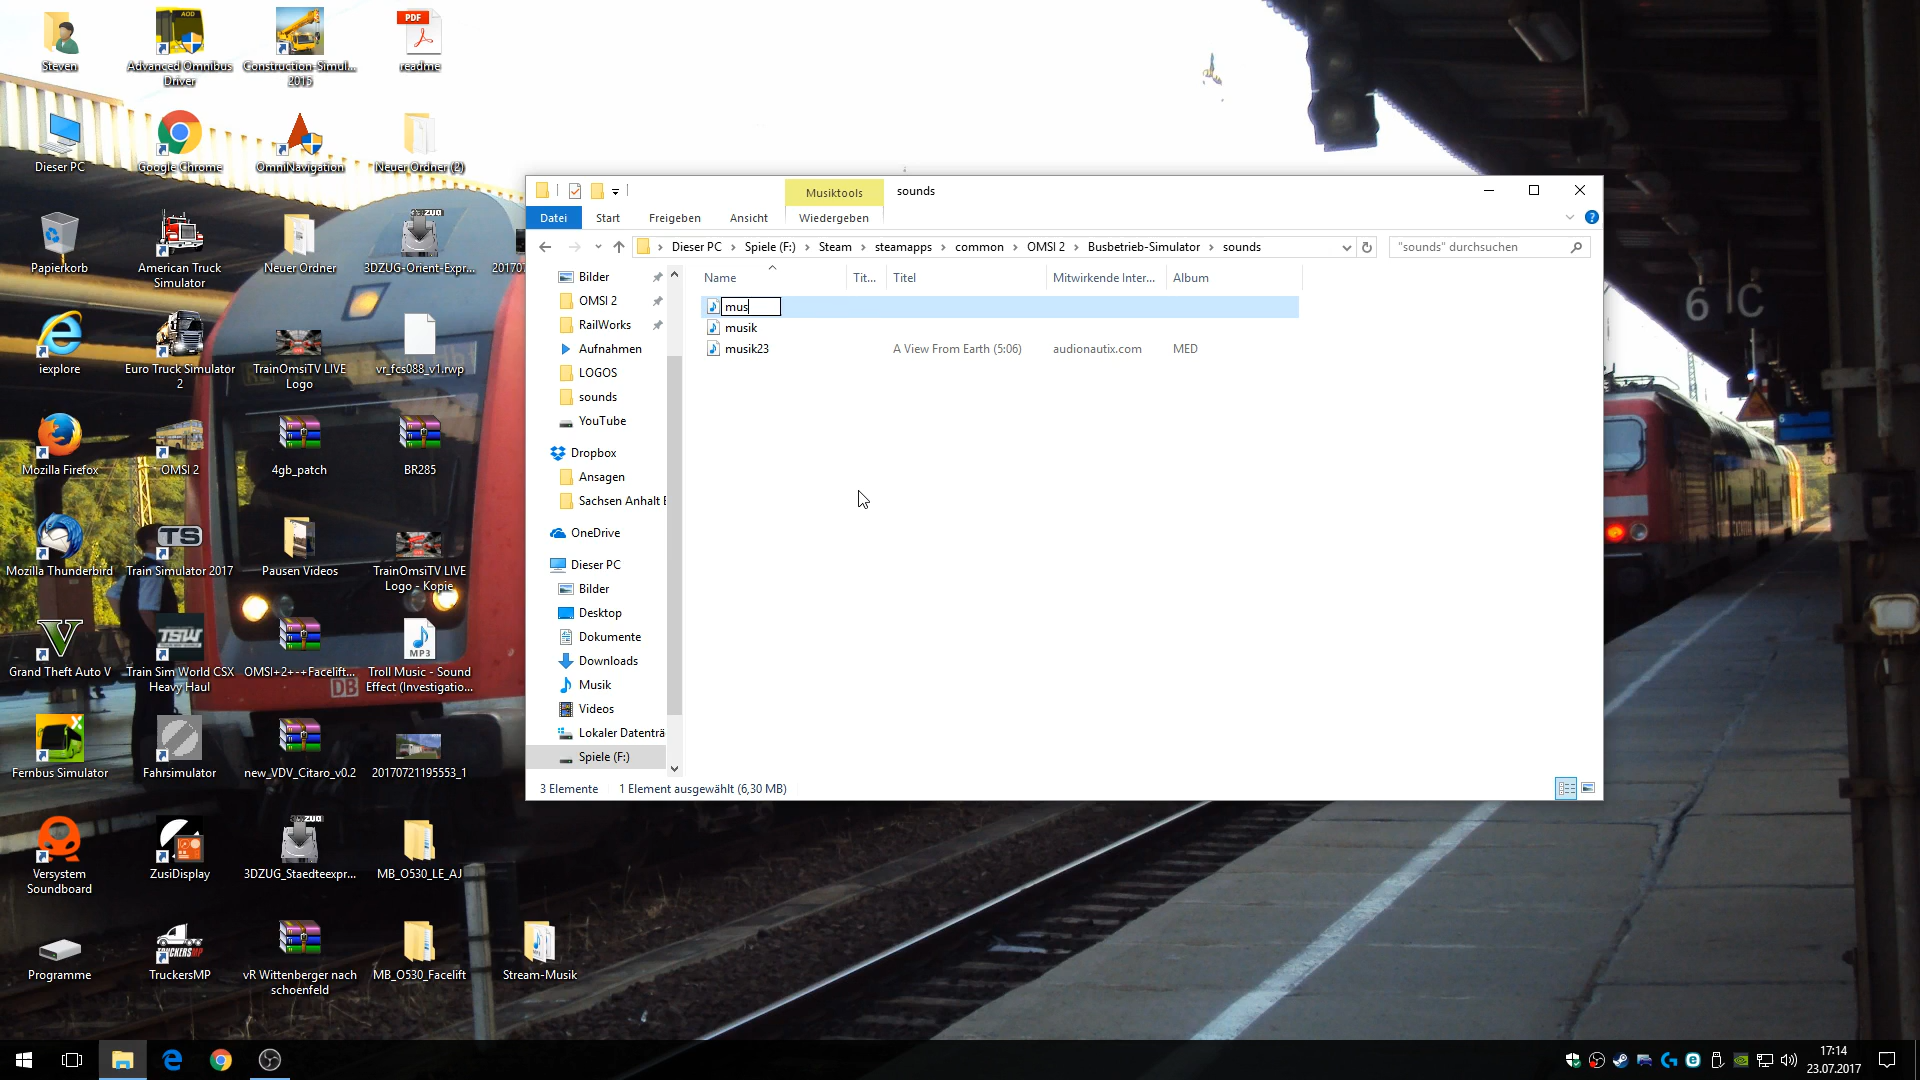 Steven
Advanced Omnibus
Driver
Construction-Simul...
2015
PDF
readme
Dieser PC
Google Chrome
OmniNavigation
Neuer Ordner (2)
Papierkorb
American Truck
Simulator
Neuer Ordner
3DZUG-Orient-Expr...
20170
iexplore
Euro Truck Simulator
2
TrainOmsiTV LIVE
Logo
vr_fcs088_v1.rwp
Mozilla Firefox
OMSI 2
4gb_patch
BR285
Mozilla Thunderbird
TS
Train Simulator 2017
Pausen Videos
TrainOmsiTV LIVE
Logo - Kopie
Grand Theft Auto V
TSW
Train Sim World CSX
Heavy Haul
OMSI+2+-+Facelift...
MP3
Troll Music - Sound
Effect (Investigatio...
DB
Fernbus Simulator
Fahrsimulator
new_VDV_Citaro_v0.2
20170721195553_1
Versystem
Soundboard
ZusiDisplay
3DZUG_Staedteexpr...
MB_O530_LE_AJ
Programme
TruckersMP
vR Wittenberger nach
schoenfeld
MB_O530_Facelift
Stream-Musik
Musiktools
sounds
Datei
Start
Freigeben
Ansicht
Wiedergeben
Dieser PC
Spiele (F:)
Steam
steamapps
common
OMSI 2
Busbetrieb-Simulator
sounds
"sounds" durchsuchen
Name
Tit...
Titel
Mitwirkende Inter...
Album
mus
musik
musik23
A View From Earth (5:06)
audionautix.com
MED
Bilder
OMSI 2
RailWorks
Aufnahmen
LOGOS
sounds
YouTube
Dropbox
Ansagen
Sachsen Anhalt
OneDrive
Dieser PC
Bilder
Desktop
Dokumente
Downloads
Musik
Videos
Lokaler Datenträ
Spiele (F:)
3 Elemente
1 Element ausgewählt (6,30 MB)
6 C
17:14
23.07.2017